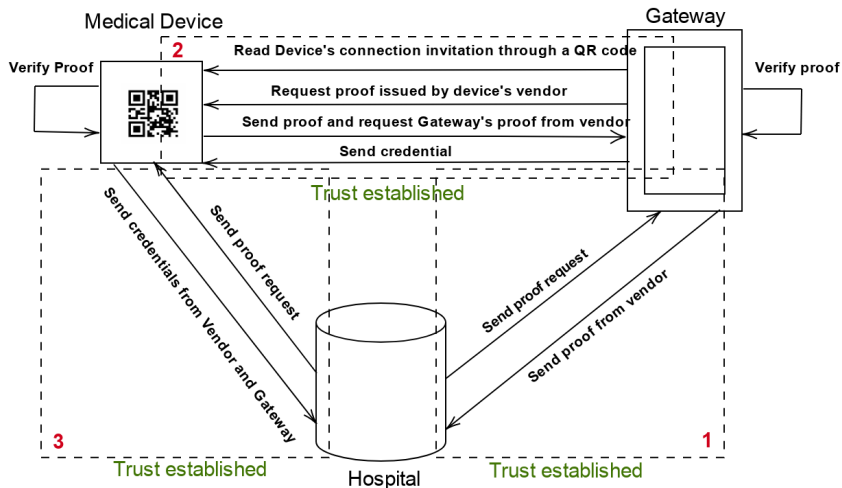 Gateway
Medical Device
2
Read Device's connection invitation through a QR code
Verify Proof
Verify proof
Request proof issued by device's vendor
Send proof and request Gateway's proof from vendor
Send credential
Trust established
Send credentials from Vendor and Gateway
Send proof request
Send proof request
Send proof from vendor
3
1
Trust established
Trust established
Hospital